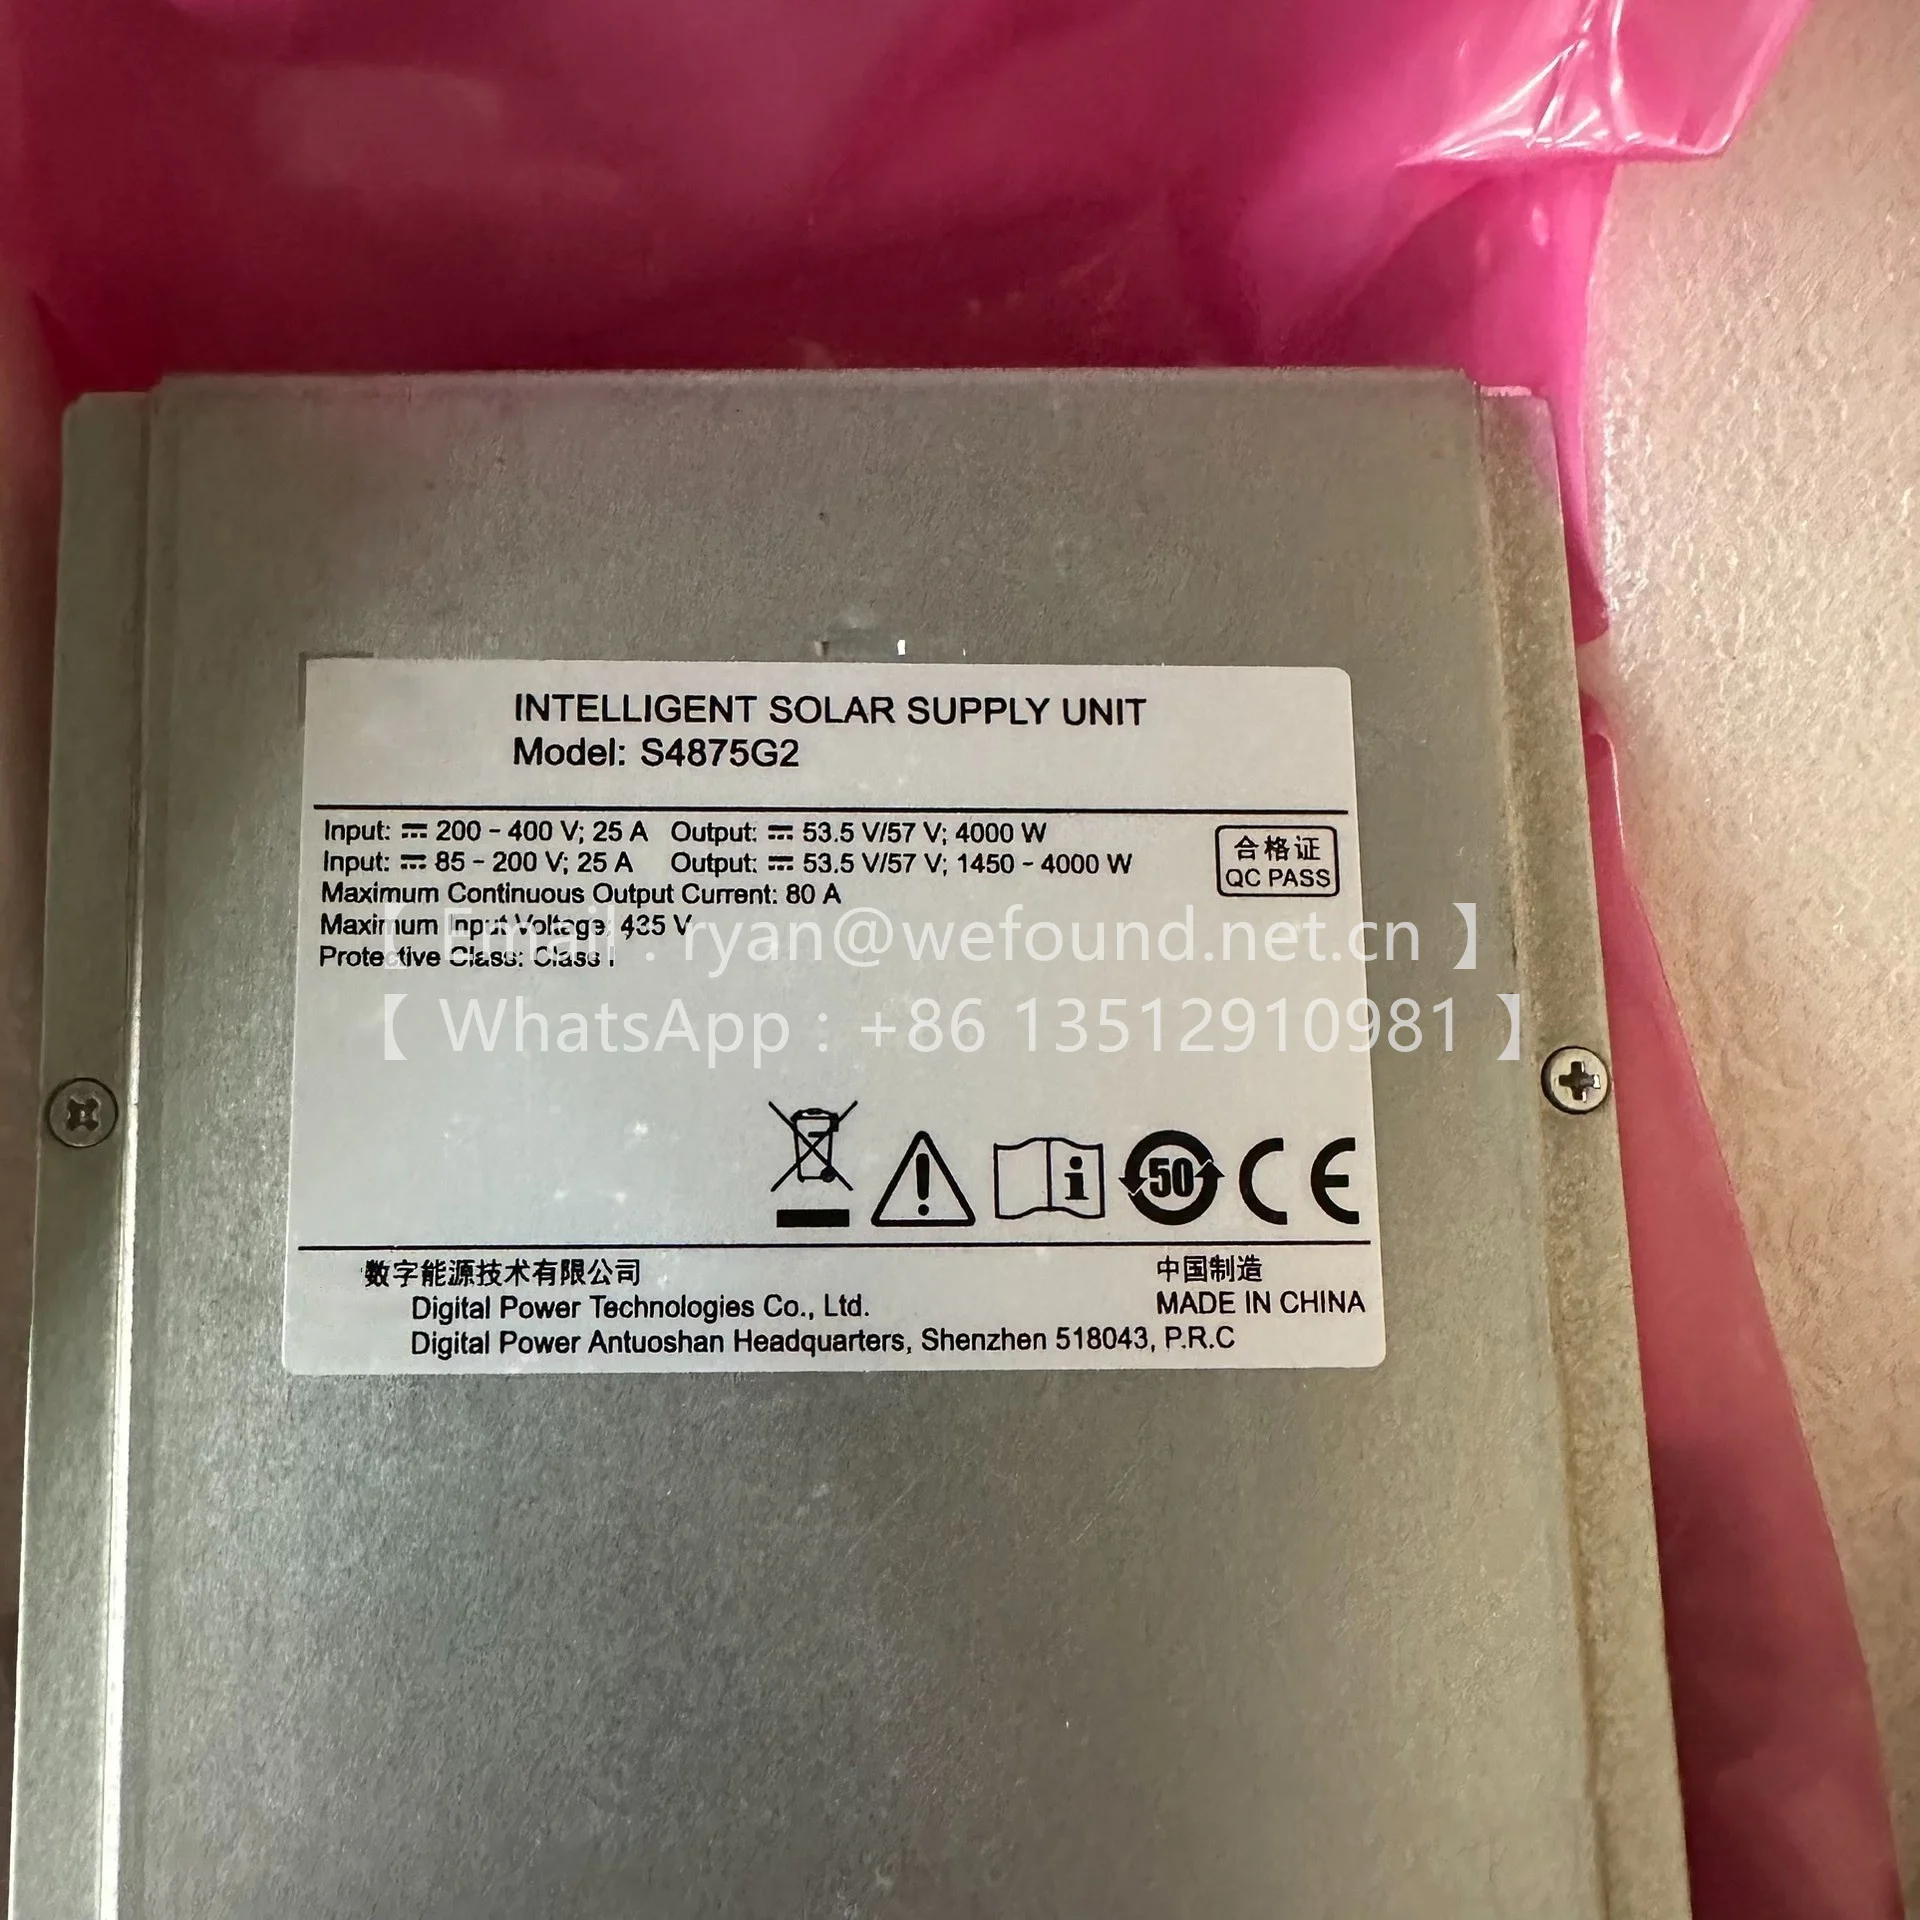 INTELLIGENT SOLAR SUPPLY UNIT
Model: S4875G2
Input: ⎓ 200 - 400 V; 25 A Output: ⎓ 53.5 V/57 V; 4000 W
Input: ⎓ 85 - 200 V; 25 A Output: ⎓ 53.5 V/57 V; 1450 - 4000 W
Maximum Continuous Output Current: 80 A
Maximum Input Voltage: 435 V
Protective Class: Class I
合格证
QC PASS
【 Email : ryan@wefound.net.cn 】
【 WhatsApp : +86 13512910981 】
i
50
CE
数字能源技术有限公司
Digital Power Technologies Co., Ltd.
Digital Power Antuoshan Headquarters, Shenzhen 518043, P.R.C
中国制造
MADE IN CHINA